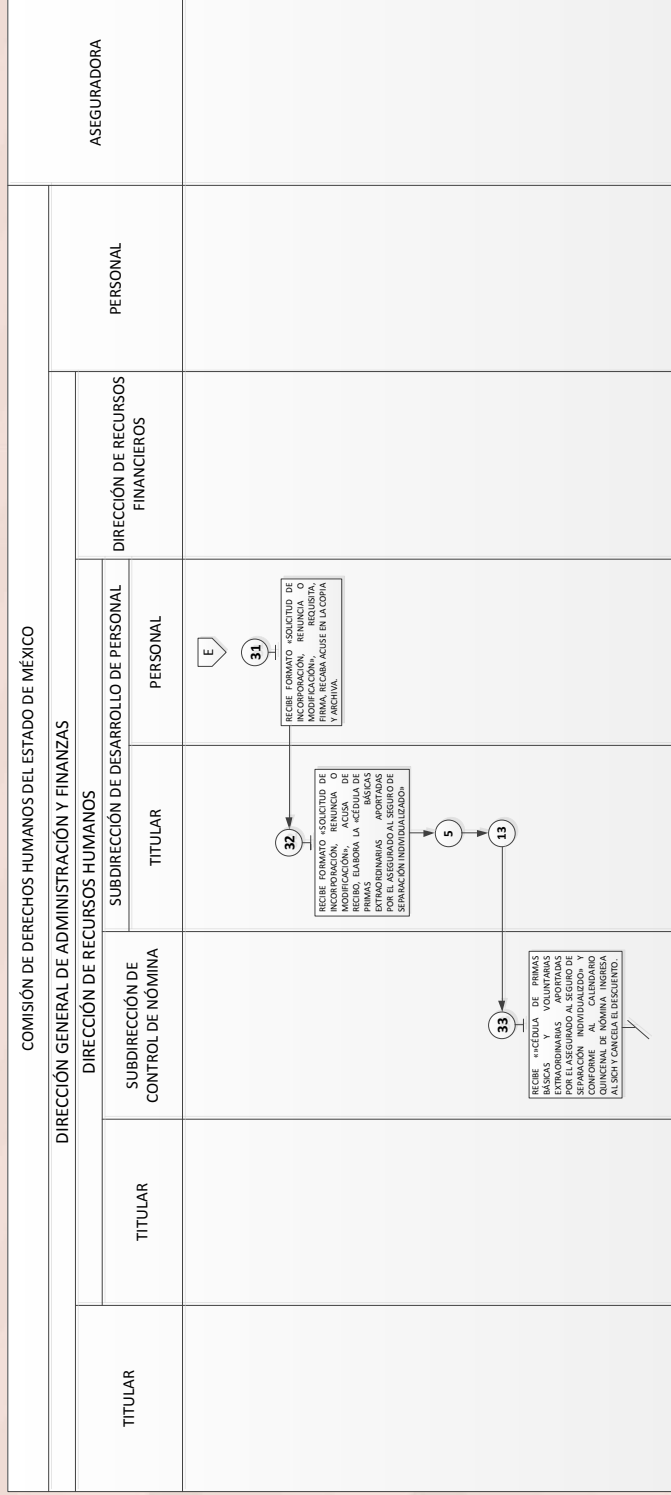 COMISIÓN DE DERECHOS HUMANOS DEL ESTADO DE MÉXICO
ASEGURADORA
DIRECCIÓN GENERAL DE ADMINISTRACIÓN Y FINANZAS
PERSONAL
TITULAR
DIRECCIÓN DE RECURSOS HUMANOS
DIRECCIÓN DE RECURSOS
FINANCIEROS
TITULAR
SUBDIRECCIÓN DE
CONTROL DE NÓMINA
SUBDIRECCIÓN DE DESARROLLO DE PERSONAL
TITULAR
PERSONAL
E
31
RECIBE FORMATO «SOLICITUD DE
INCORPORACIÓN, RENUNCIA O
MODIFICACIÓN», REQUISITA,
FIRMA, RECABA ACUSE EN LA COPIA
Y ARCHIVA.
32
RECIBE FORMATO «SOLICITUD DE
INCORPORACIÓN, RENUNCIA O
MODIFICACIÓN», ACUSA DE
RECIBO, ELABORA LA «CÉDULA DE
PRIMAS BÁSICAS
EXTRAORDINARIAS APORTADAS
POR EL ASEGURADO AL SEGURO DE
SEPARACIÓN INDIVIDUALIZADO»
5
13
33
RECIBE «»CÉDULA DE PRIMAS
BÁSICAS Y VOLUNTARIAS
EXTRAORDINARIAS APORTADAS
POR EL ASEGURADO AL SEGURO DE
SEPARACIÓN INDIVIDUALIZDO» Y
CONFORME AL CALENDARIO
QUINCENAL DE NÓMINA INGRESA
AL SICH Y CANCELA EL DESCUENTO.